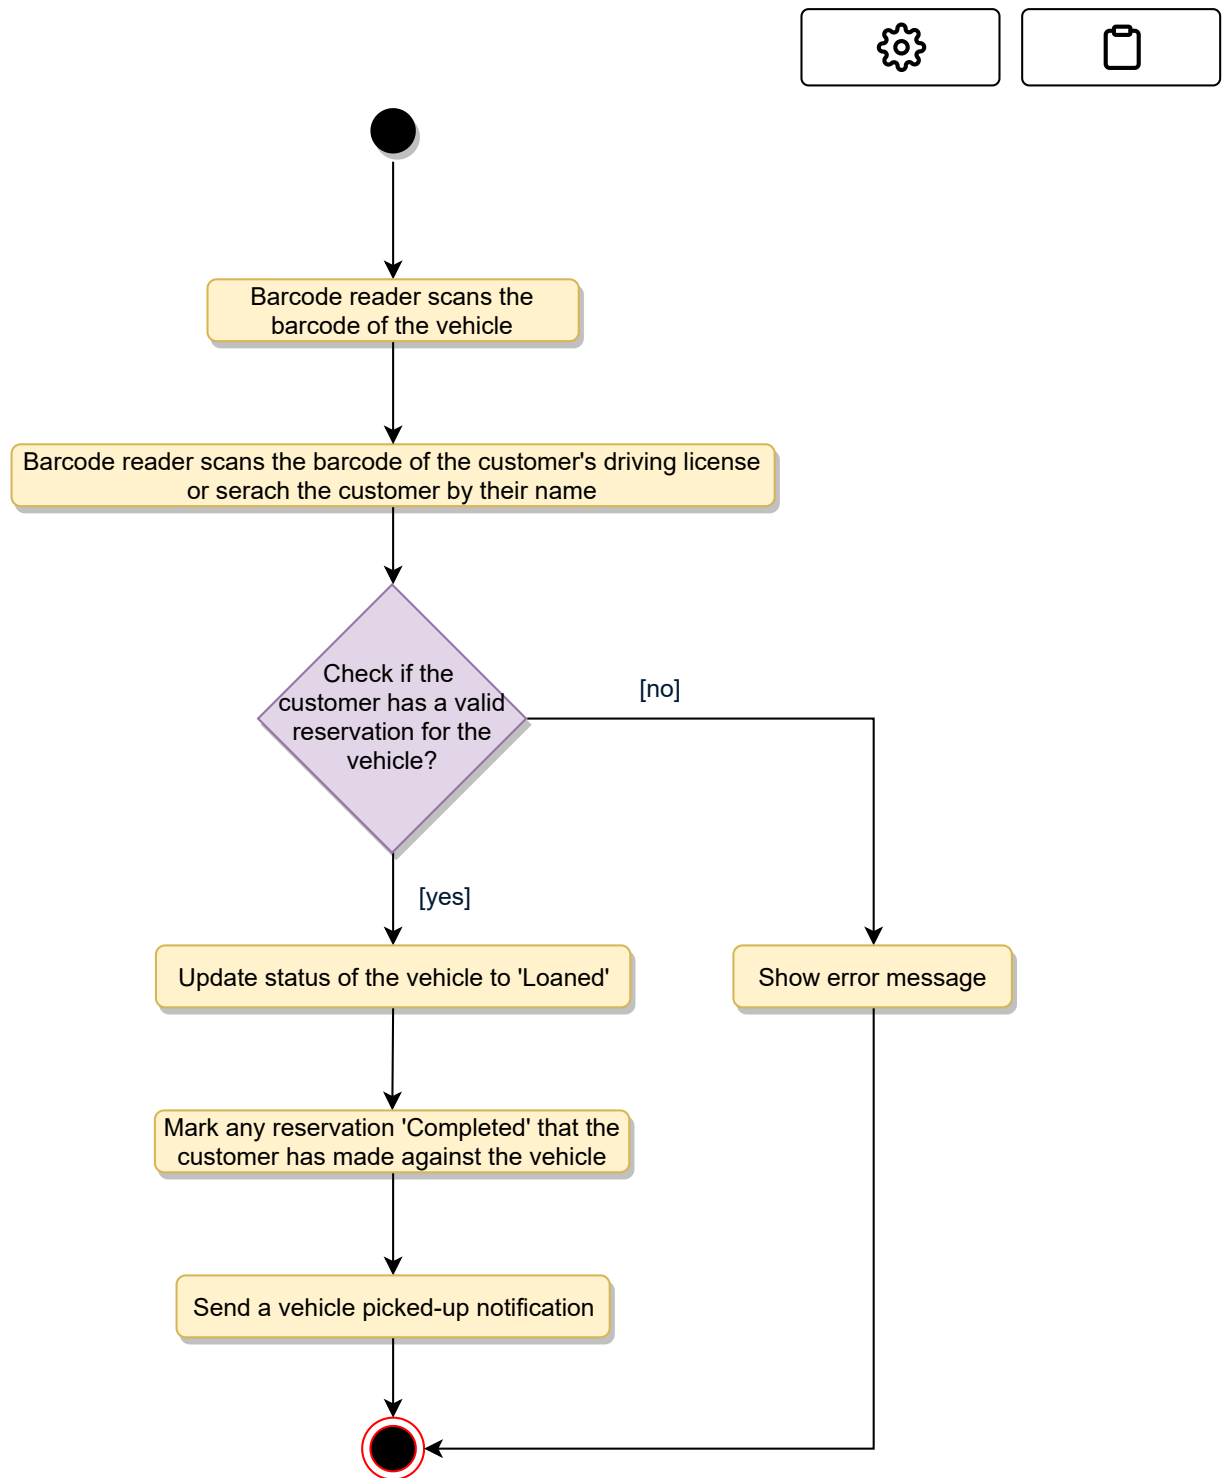 Barcode reader scans the
barcode of the vehicle
Barcode reader scans the barcode of the customer's driving license
or serach the customer by their name
Check if the
customer has a valid
reservation for the
vehicle?
[no]
[yes]
Update status of the vehicle to 'Loaned'
Show error message
Mark any reservation 'Completed' that the
customer has made against the vehicle
Send a vehicle picked-up notification